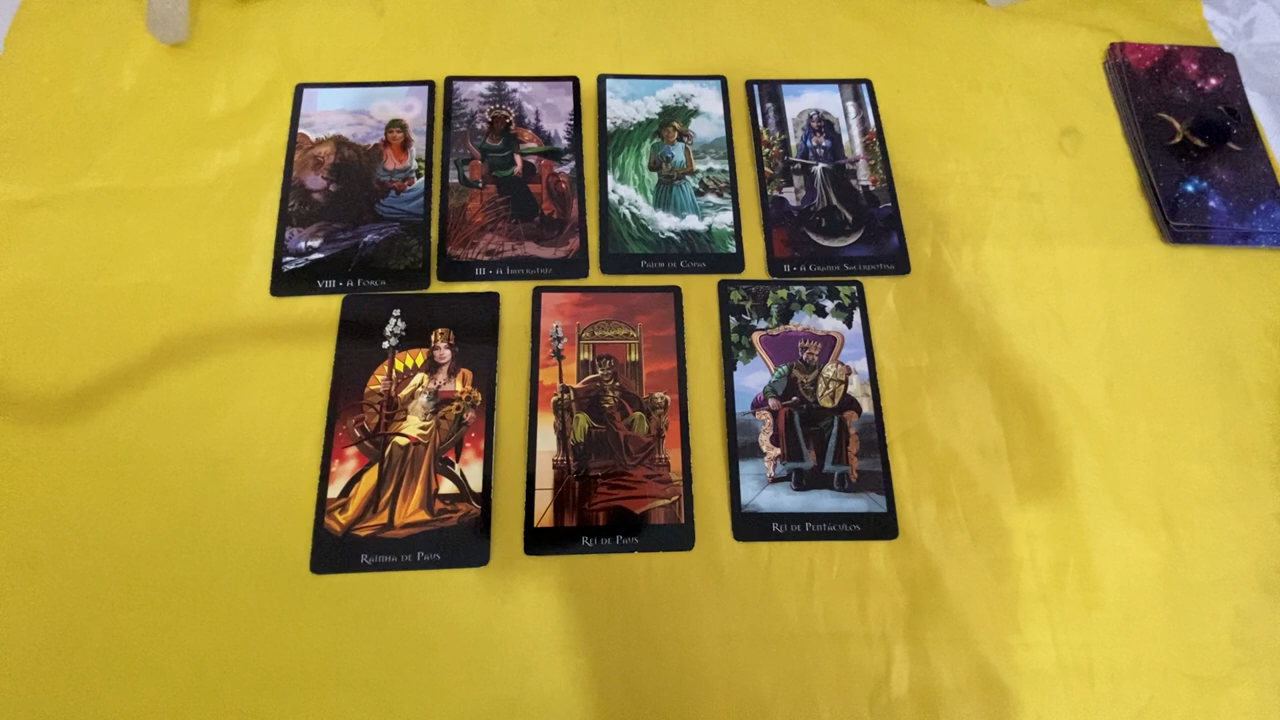 VIII • A Força
III • A Imperatriz
Pajem de Copas
II • A Grande Sacerdotisa
Rainha de Paus
Rei de Paus
Rei de Pentáculos